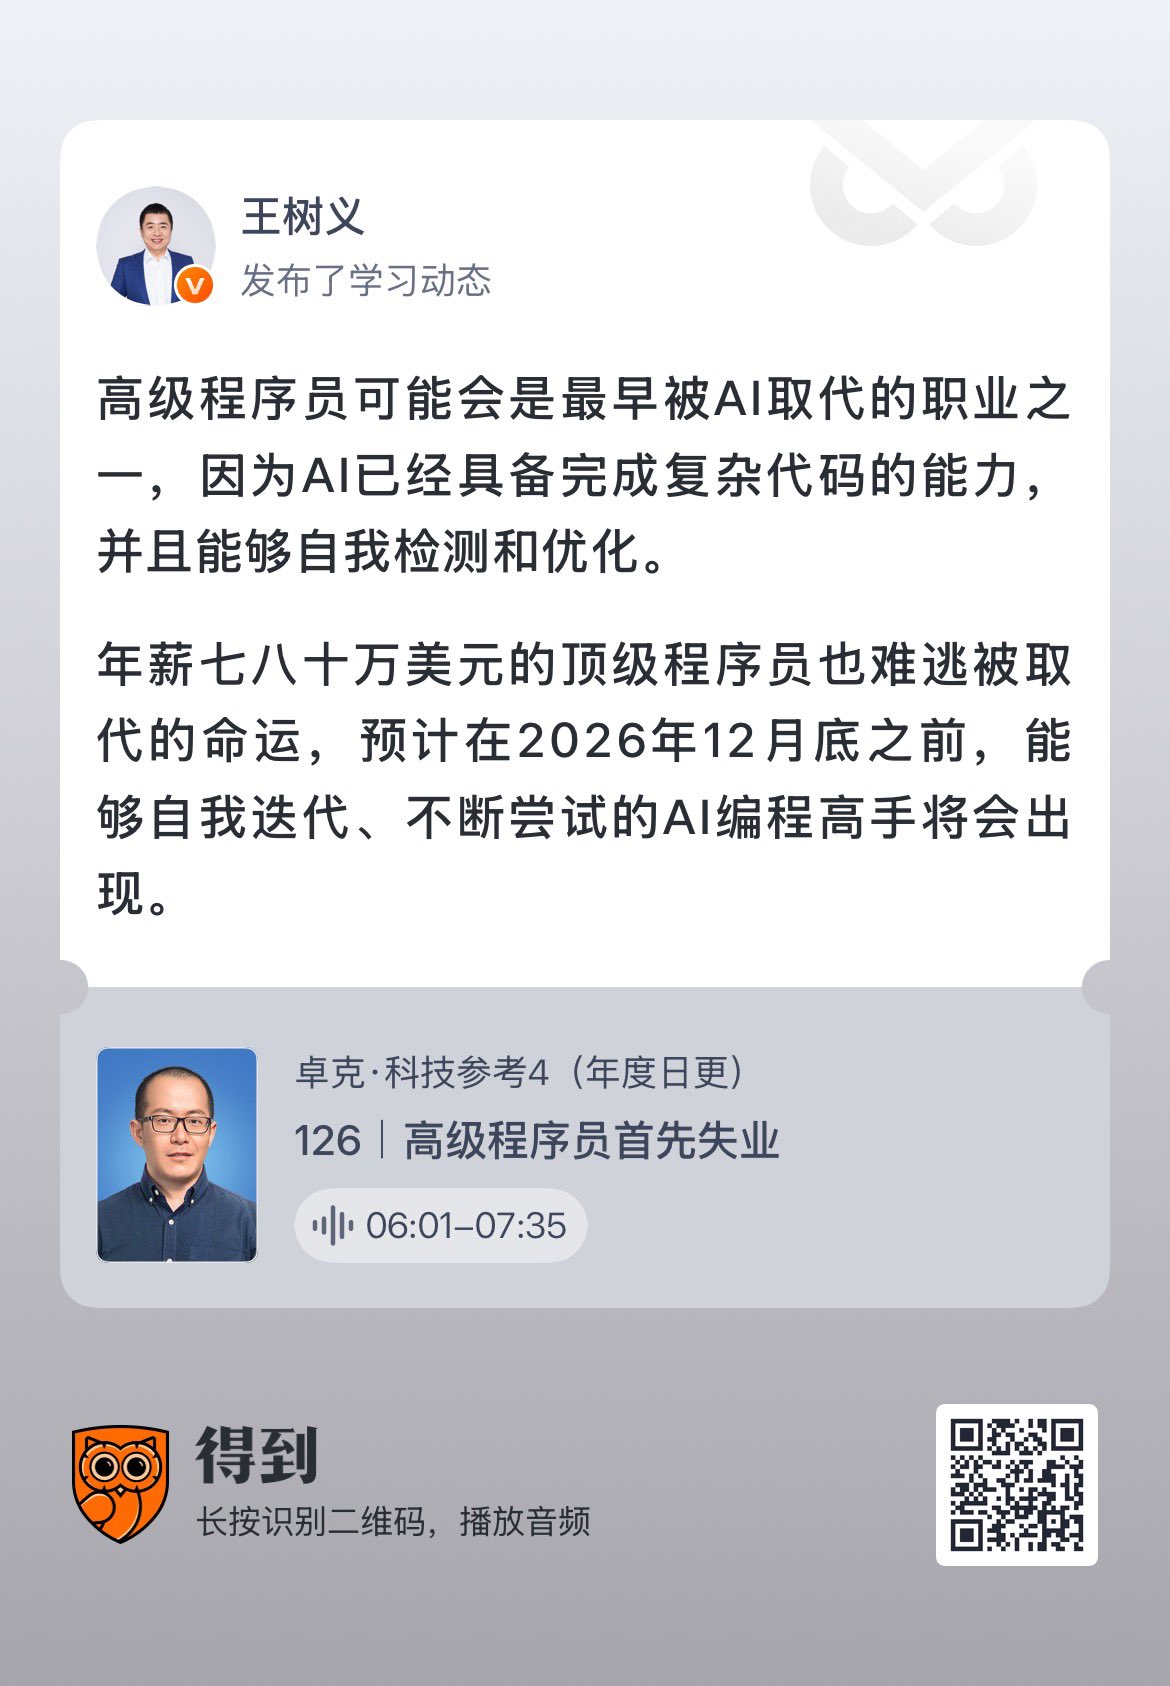 王树义
发布了学习动态
高级程序员可能会是最早被AI取代的职业之
一，因为AI已经具备完成复杂代码的能力，
并且能够自我检测和优化。
年薪七八十万美元的顶级程序员也难逃被取
代的命运，预计在2026年12月底之前，能
够自我迭代、不断尝试的AI编程高手将会出
现。
卓克·科技参考4（年度日更）
126｜高级程序员首先失业
06:01–07:35
得到
长按识别二维码，播放音频